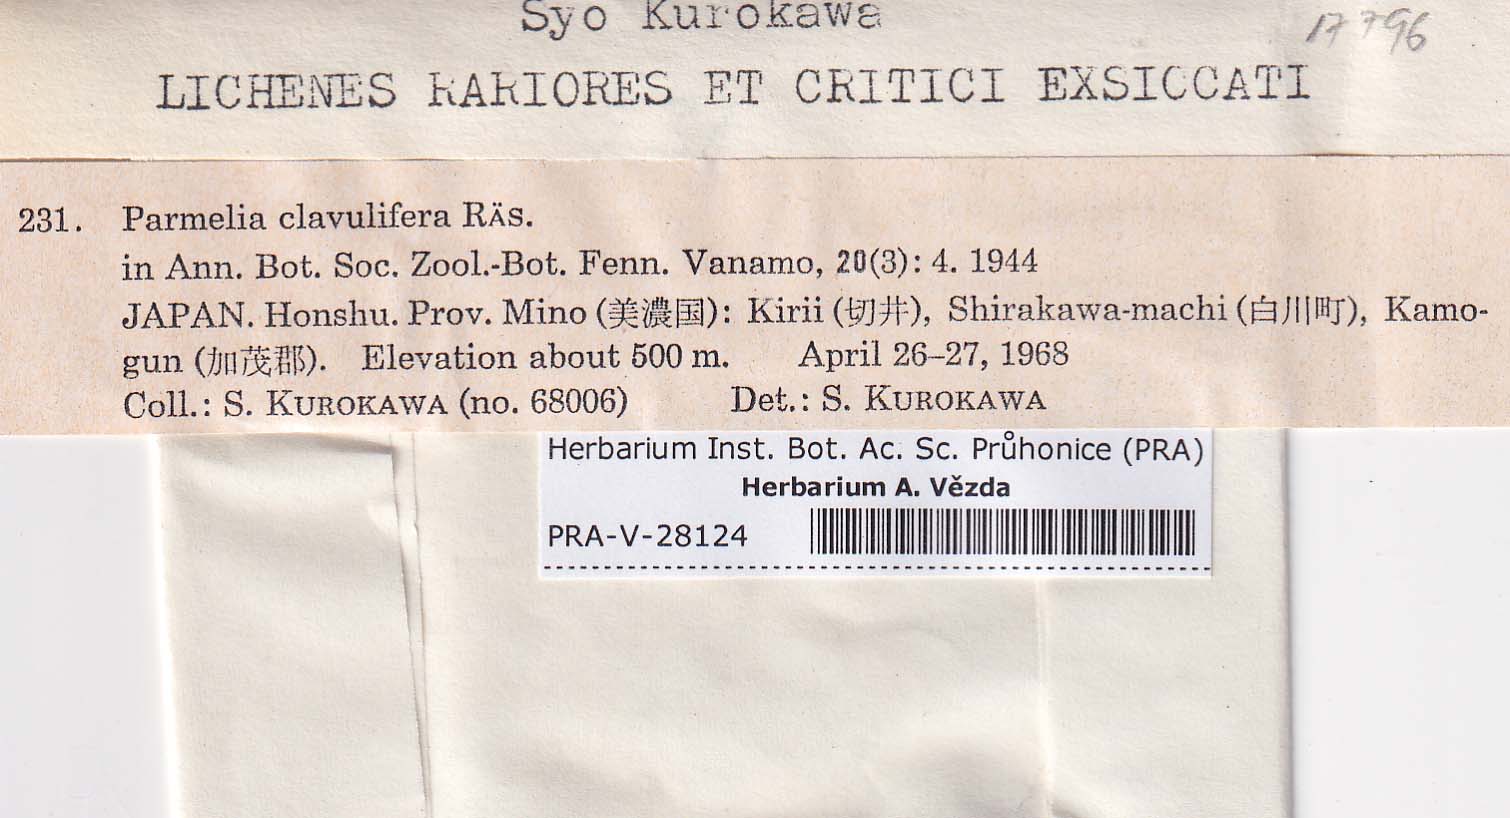 Syo Kurokawa
17796
LICHENES RARIORES ET CRITICI EXSICCATI
231. Parmelia clavulifera RÄS.
in Ann. Bot. Soc. Zool.-Bot. Fenn. Vanamo, 20(3): 4. 1944
JAPAN. Honshu. Prov. Mino (美濃国): Kirii (切井), Shirakawa-machi (白川町), Kamo-
gun (加茂郡). Elevation about 500 m. April 26–27, 1968
Coll.: S. KUROKAWA (no. 68006) Det.: S. KUROKAWA
Herbarium Inst. Bot. Ac. Sc. Průhonice (PRA)
Herbarium A. Vězda
PRA-V-28124